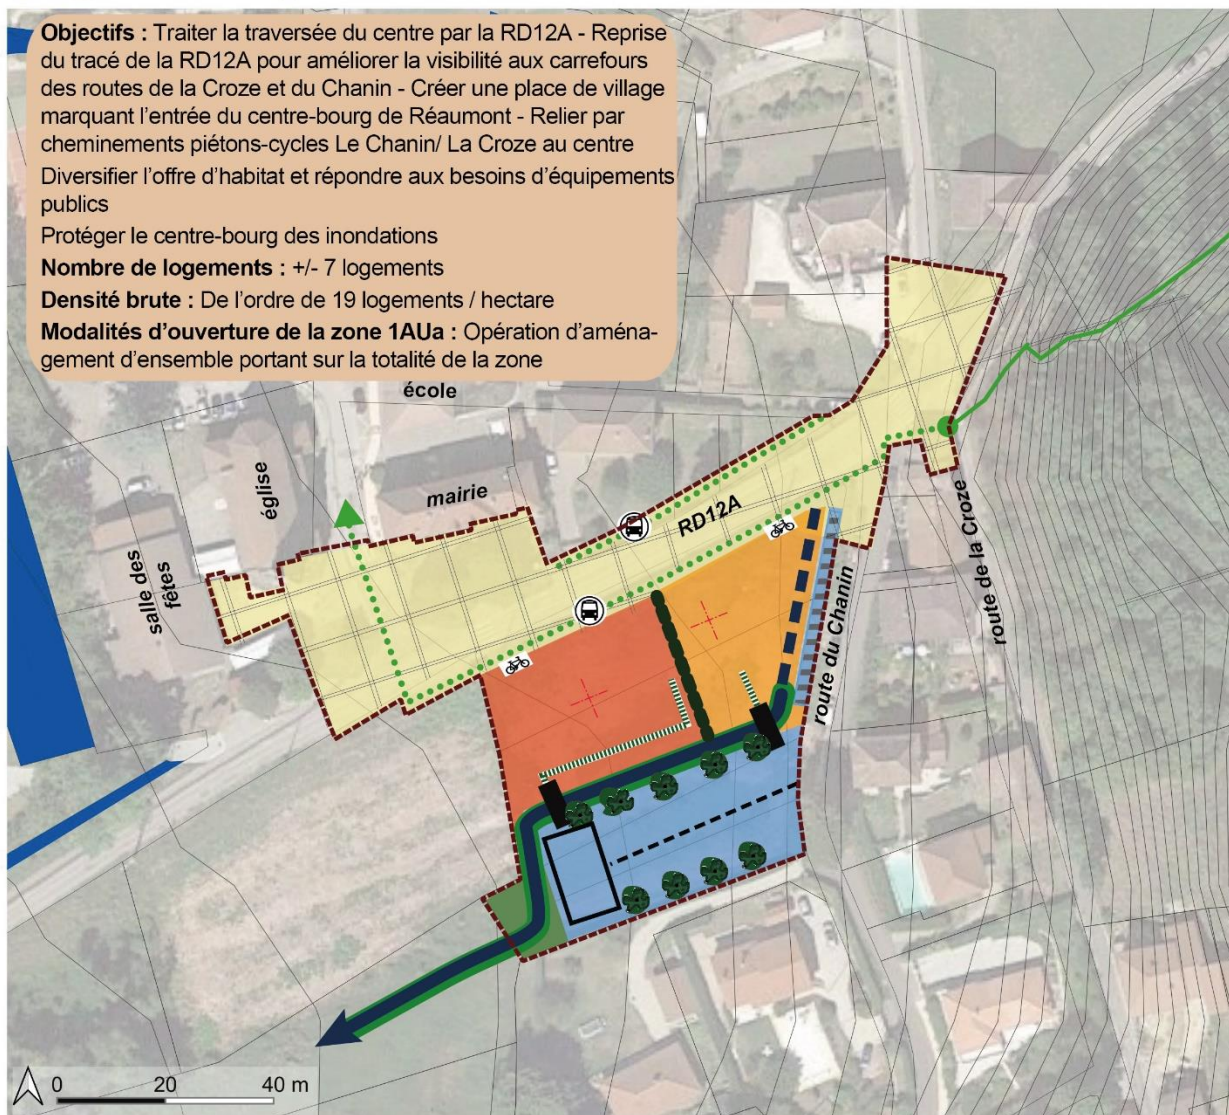 Objectifs : Traiter la traversée du centre par la RD12A - Reprise
du tracé de la RD12A pour améliorer la visibilité aux carrefours
des routes de la Croze et du Chanin - Créer une place de village
marquant l'entrée du centre-bourg de Réaumont - Relier par
cheminements piétons-cycles Le Chanin/ La Croze au centre
Diversifier l'offre d'habitat et répondre aux besoins d'équipements
publics
Protéger le centre-bourg des inondations
Nombre de logements : +/- 7 logements
Densité brute : De l'ordre de 19 logements / hectare
Modalités d'ouverture de la zone 1AUa : Opération d'aména-
gement d'ensemble portant sur la totalité de la zone
école
église
mairie
salle des
fêtes
RD12A
route de la Croze
route du Chanin
0 20 40 m